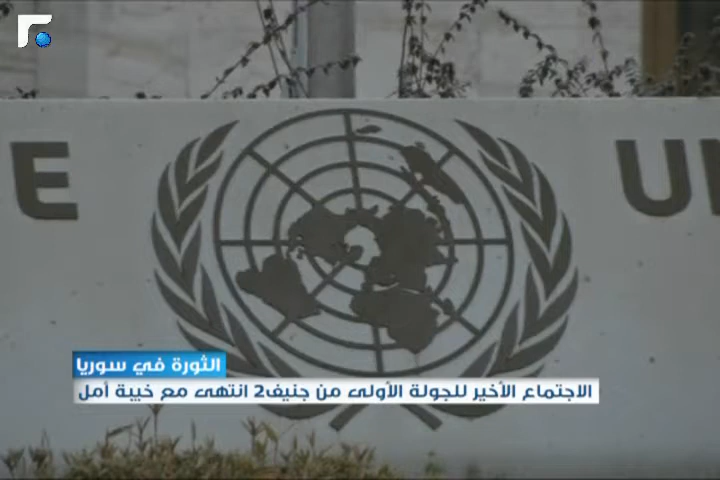 E U
الثورة في سوريا
الاجتماع الأخير للجولة الأولى من جنيف2 انتهى مع خيبة أمل